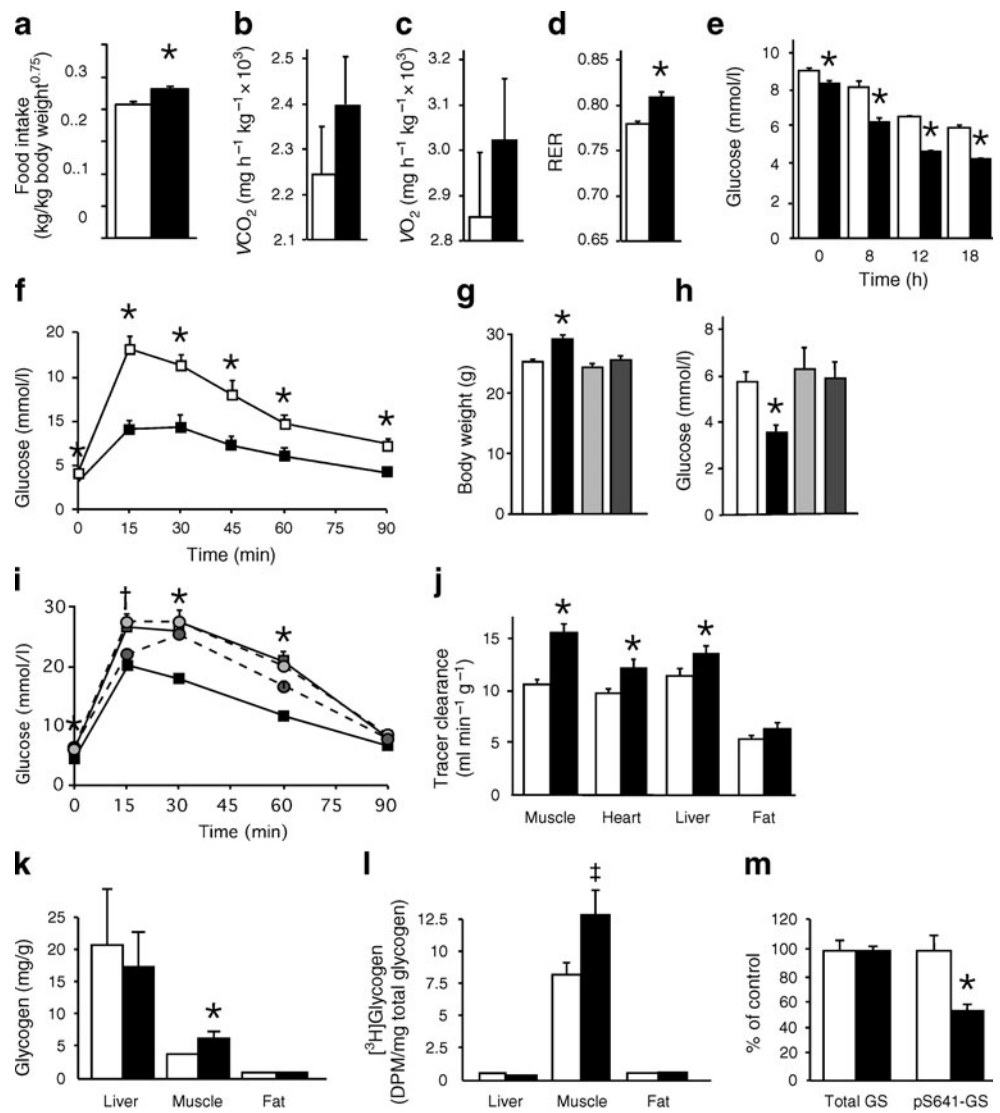 a
Food intake
(kg/kg body weight^0.75)
0.3
0.2
0.1
0
*
b
VCO2 (mg h−1 kg−1 × 10^3)
2.5
2.4
2.3
2.2
2.1
c
VO2 (mg h−1 kg−1 × 10^3)
3.2
3.1
3.0
2.9
2.8
d
RER
0.85
0.80
0.75
0.70
0.65
*
e
Glucose (mmol/l)
10
8
6
4
2
0
* * * *
0 8 12 18
Time (h)
f
Glucose (mmol/l)
20
10
15
5
0
* * * * * *
0 15 30 45 60 75 90
Time (min)
g
Body weight (g)
30
20
10
0
*
h
Glucose (mmol/l)
8
6
4
2
0
*
i
Glucose (mmol/l)
30
20
10
0
* † * *
0 15 30 45 60 75 90
Time (min)
j
Tracer clearance
(ml min−1 g−1)
15
10
5
0
* * *
Muscle Heart Liver Fat
k
Glycogen (mg/g)
25
20
15
10
5
0
*
Liver Muscle Fat
l
[3H]Glycogen
(DPM/mg total glycogen)
12.5
10
7.5
5
2.5
0
‡
Liver Muscle Fat
m
% of control
120
100
80
60
40
20
0
*
Total GS pS641-GS